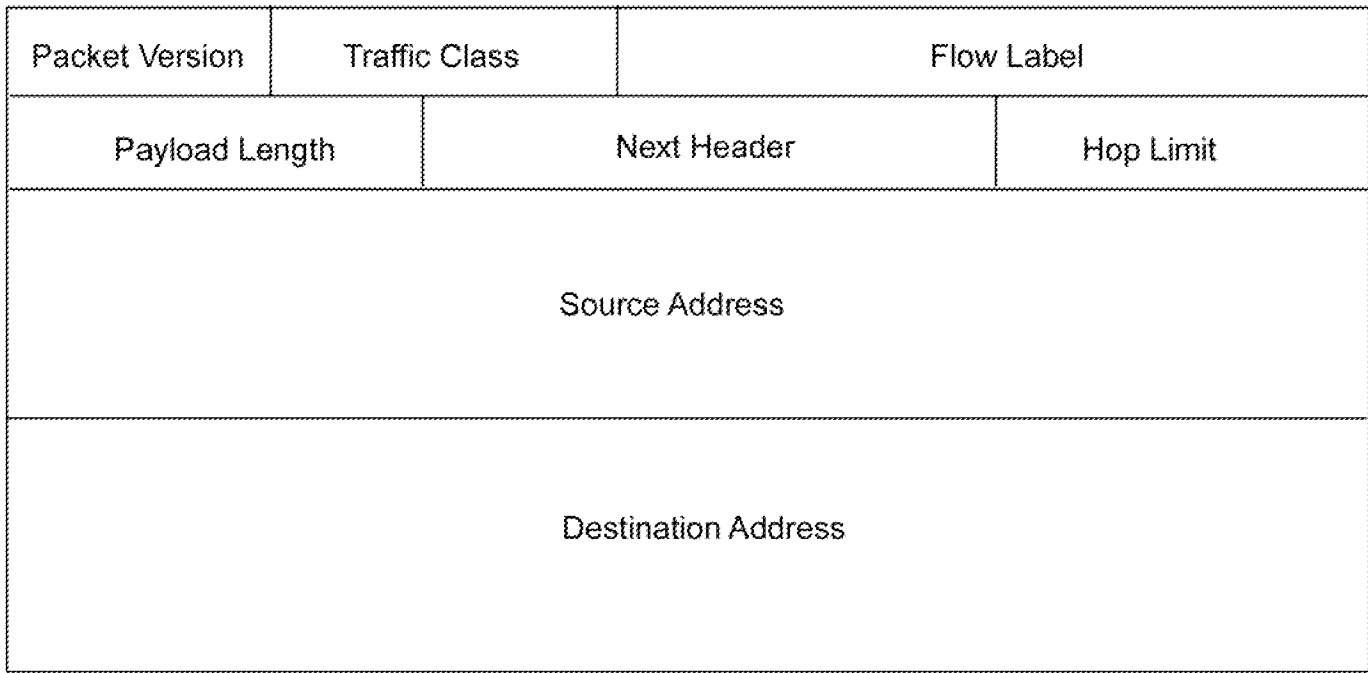 Packet Version
Traffic Class
Flow Label
Payload Length
Next Header
Hop Limit
Source Address
Destination Address